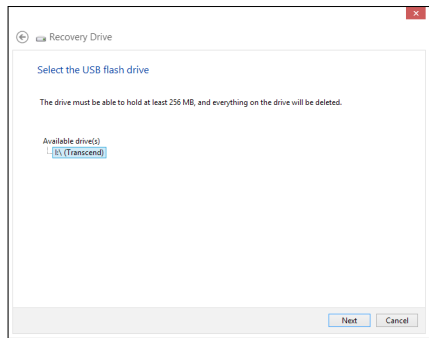 Recovery Drive
Select the USB flash drive
The drive must be able to hold at least 256 MB, and everything on the drive will be deleted.
Available drive(s)
I:\ (Transcend)
Next Cancel